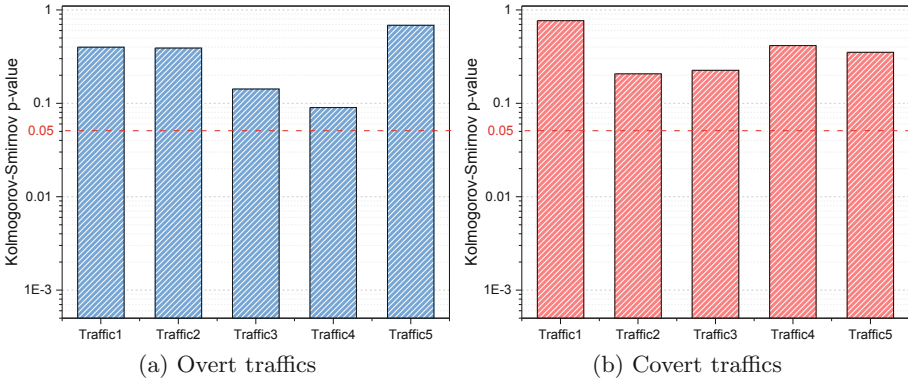 Kolmogorov-Smirnov p-value
1
0.1
0.05
0.01
1E-3
Traffic1 Traffic2 Traffic3 Traffic4 Traffic5
(a) Overt traffics
Kolmogorov-Smirnov p-value
1
0.1
0.05
0.01
1E-3
Traffic1 Traffic2 Traffic3 Traffic4 Traffic5
(b) Covert traffics